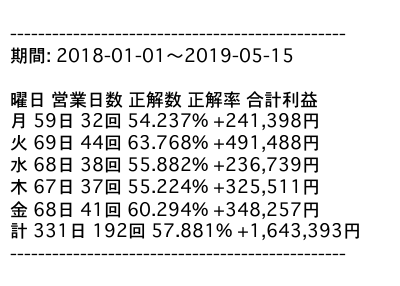 ------------------------------------------------
期間: 2018-01-01〜2019-05-15
曜日 営業日数 正解数 正解率 合計利益
月 59日 32回 54.237% +241,398円
火 69日 44回 63.768% +491,488円
水 68日 38回 55.882% +236,739円
木 67日 37回 55.224% +325,511円
金 68日 41回 60.294% +348,257円
計 331日 192回 57.881% +1,643,393円
------------------------------------------------